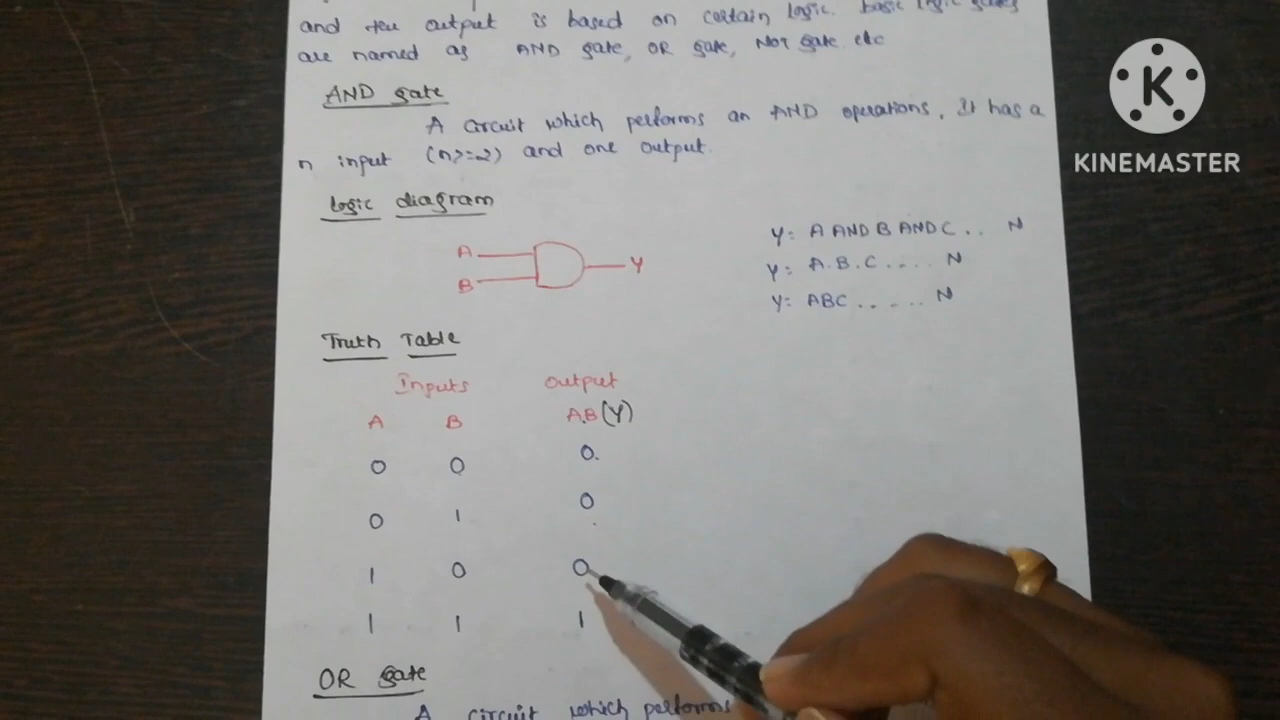 and the output is based on certain logic. Basic logic gates
are named as AND gate, OR gate, NOT gate etc
AND gate
A circuit which performs an AND operations, It has a
n input (n>=2) and one output.
Logic diagram
A
B
Y
Y= A AND B AND C . . N
Y= A.B.C .... N
Y= ABC ..... N
Truth Table
Inputs Output
A B A.B(Y)
0 0 0
0 1 0
1 0 0
1 1 1
OR gate
A circuit which performs
K
KINEMASTER